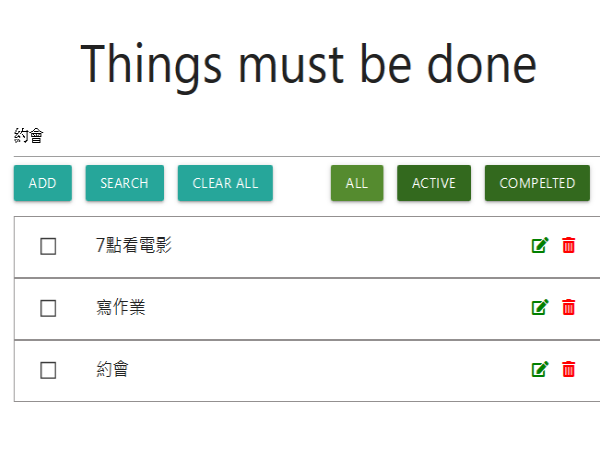 Things must be done
約會
ADD SEARCH CLEAR ALL ALL ACTIVE COMPELTED
7點看電影
寫作業
約會